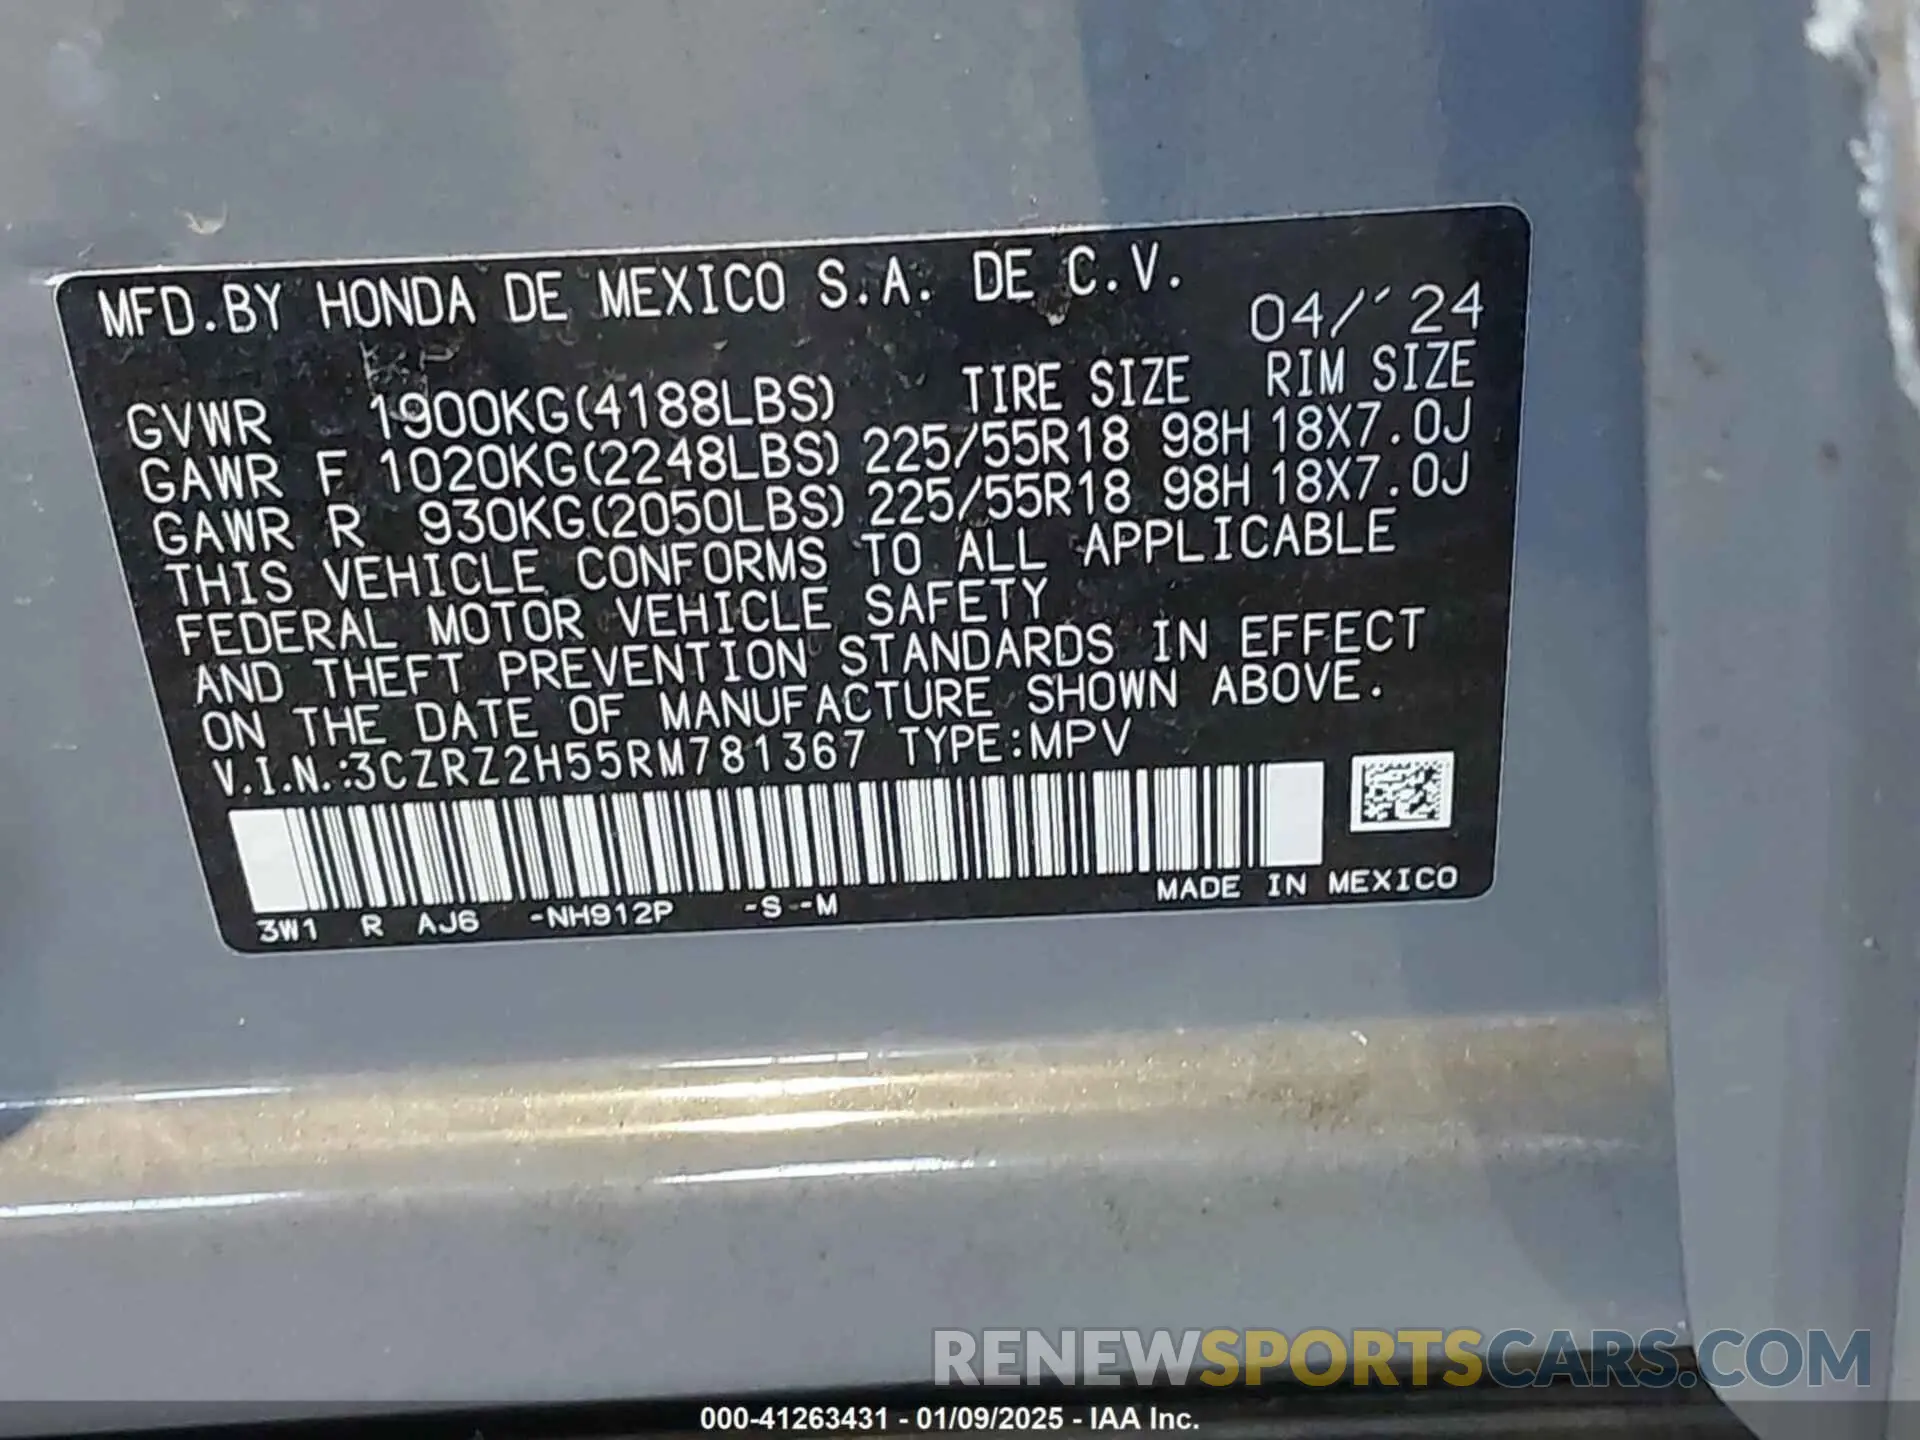 MFD.BY HONDA DE MEXICO S.A. DE C.V.
04/´24
TIRE SIZE RIM SIZE
GVWR 1900KG(4188LBS)
GAWR F 1020KG(2248LBS) 225/55R18 98H 18X7.0J
GAWR R 930KG(2050LBS) 225/55R18 98H 18X7.0J
THIS VEHICLE CONFORMS TO ALL APPLICABLE
FEDERAL MOTOR VEHICLE SAFETY
AND THEFT PREVENTION STANDARDS IN EFFECT
ON THE DATE OF MANUFACTURE SHOWN ABOVE.
V.I.N.:3CZRZ2H55RM781367 TYPE:MPV
3W1 R AJ6 -NH912P -S--M MADE IN MEXICO
RENEWSPORTSCARS.COM
000-41263431 - 01/09/2025 - IAA Inc.